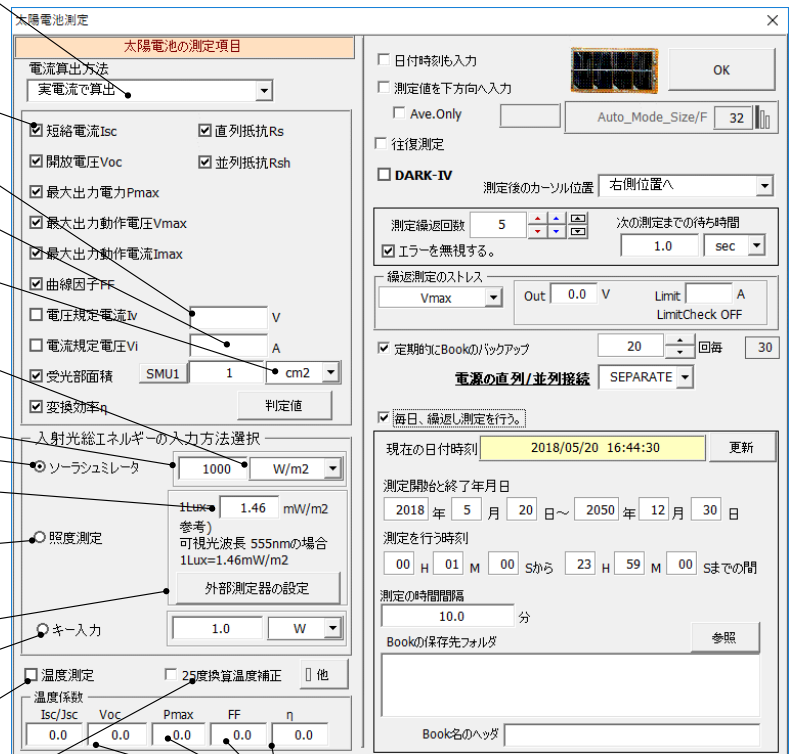 太陽電池測定
太陽電池の測定項目
電流算出方法
実電流で算出
短絡電流Isc
直列抵抗Rs
開放電圧Voc
並列抵抗Rsh
最大出力電力Pmax
最大出力動作電圧Vmax
最大出力動作電流Imax
曲線因子FF
電圧規定電流Iv
V
電流規定電圧Vi
A
受光部面積
SMU1
1
cm2
変換効率η
判定値
入射光総エネルギーの入力方法選択
ソーラシュミレータ
1000
W/m2
1Lux=
1.46
mW/m2
照度測定
参考)
可視光波長 555nmの場合
1Lux=1.46mW/m2
外部測定器の設定
キー入力
1.0
W
温度測定
25度換算温度補正
他
温度係数
Isc/Jsc
Voc
Pmax
FF
η
0.0
0.0
0.0
0.0
0.0
日付時刻も入力
OK
測定値を下方向へ入力
Ave.Only
Auto_Mode_Size/F
32
往復測定
DARK-IV
測定後のカーソル位置
右側位置へ
測定繰返回数
5
次の測定までの待ち時間
エラーを無視する。
1.0
sec
繰返測定のストレス
Vmax
Out
0.0
V
Limit
A
LimitCheck OFF
定期的にBookのバックアップ
20
回毎
30
電源の直列/並列接続
SEPARATE
毎日、繰返し測定を行う。
現在の日付時刻
2018/05/20 16:44:30
更新
測定開始と終了年月日
2018 年 5 月 20 日～ 2050 年 12 月 30 日
測定を行う時刻
00 H 01 M 00 Sから 23 H 59 M 00 Sまでの間
測定の時間間隔
10.0
分
Bookの保存先フォルダ
参照
Book名のヘッダ